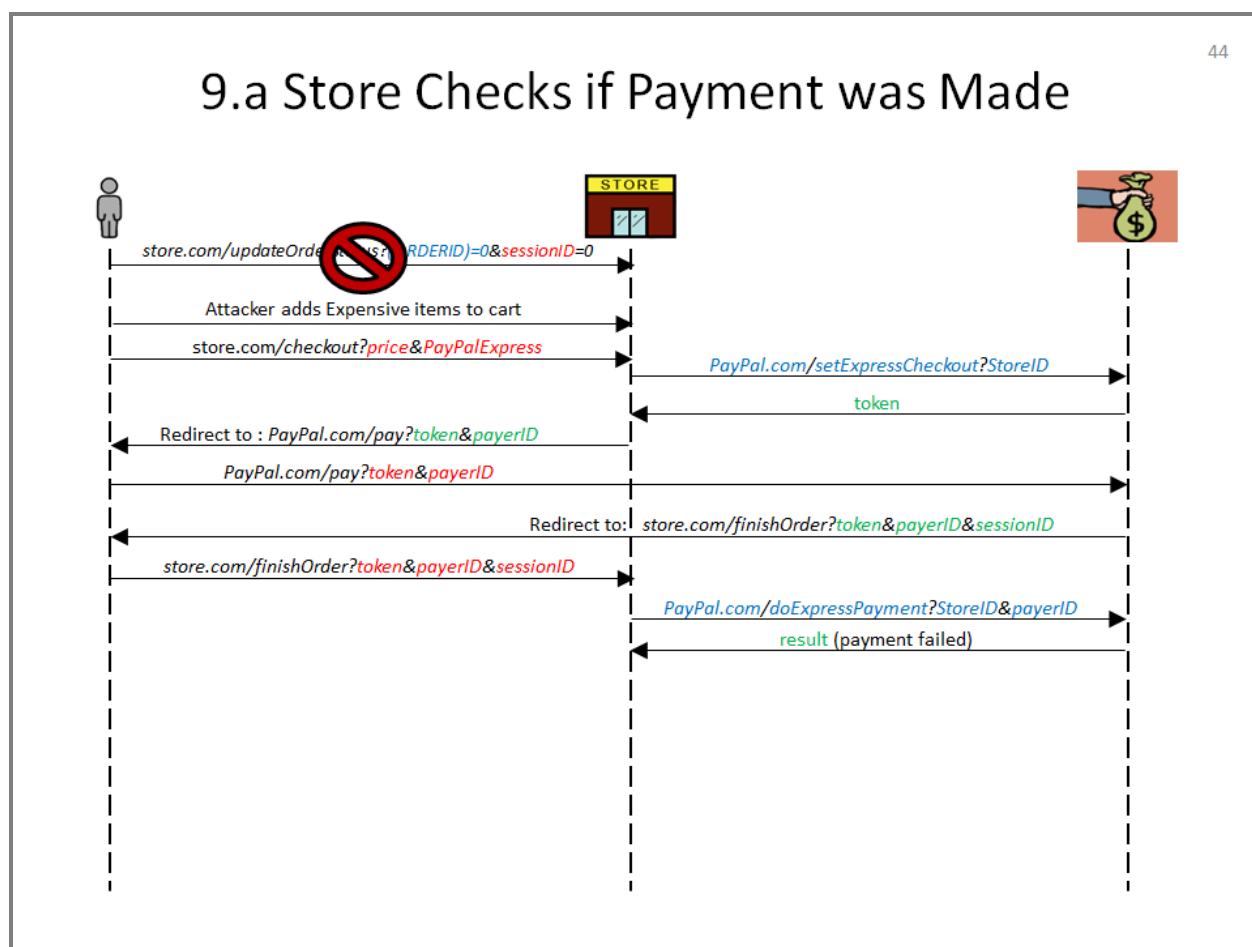 44
9.a Store Checks if Payment was Made
STORE
store.com/updateOrde us? RDERID)=0&sessionID=0
Attacker adds Expensive items to cart
store.com/checkout?price&PayPalExpress
PayPal.com/setExpressCheckout?StoreID
token
Redirect to : PayPal.com/pay?token&payerID
PayPal.com/pay?token&payerID
Redirect to: store.com/finishOrder?token&payerID&sessionID
store.com/finishOrder?token&payerID&sessionID
PayPal.com/doExpressPayment?StoreID&payerID
result (payment failed)
$